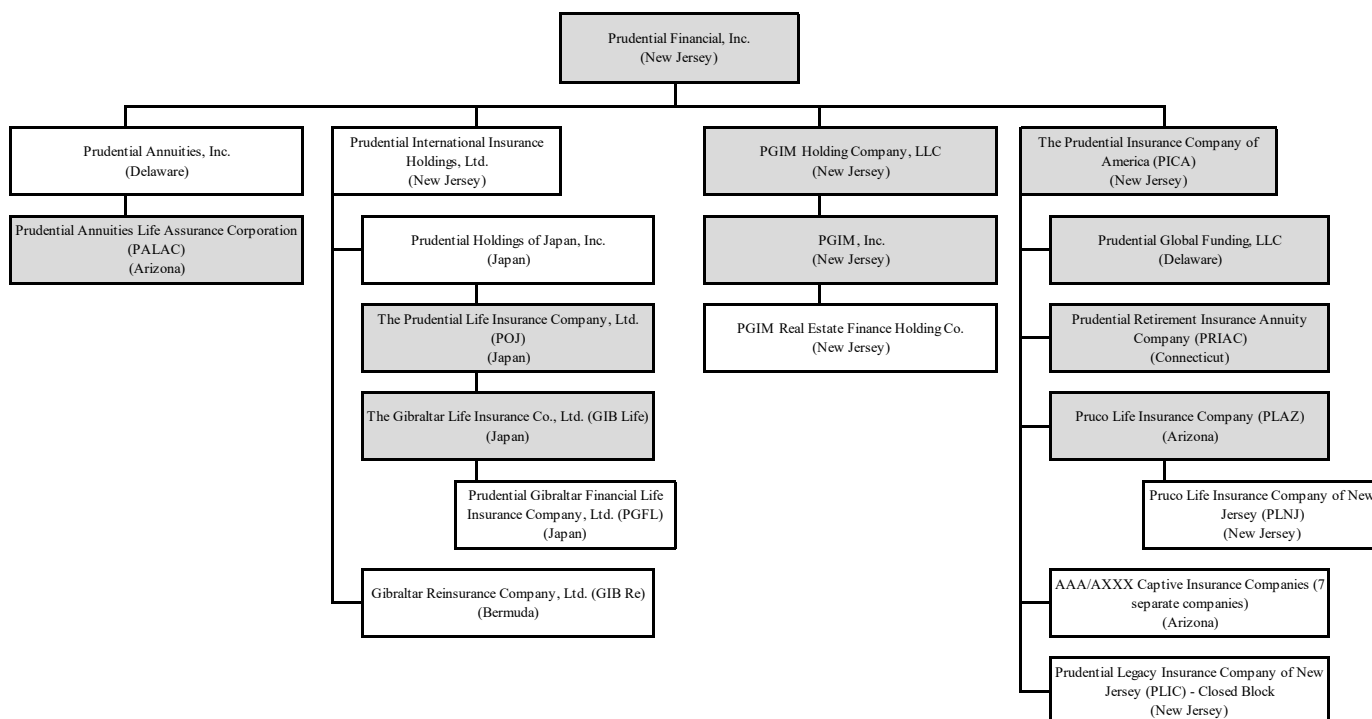 Prudential Financial, Inc.
(New Jersey)
Prudential Annuities, Inc.
(Delaware)
Prudential Annuities Life Assurance Corporation
(PALAC)
(Arizona)
Prudential International Insurance
Holdings, Ltd.
(New Jersey)
Prudential Holdings of Japan, Inc.
(Japan)
The Prudential Life Insurance Company, Ltd.
(POJ)
(Japan)
The Gibraltar Life Insurance Co., Ltd. (GIB Life)
(Japan)
Prudential Gibraltar Financial Life
Insurance Company, Ltd. (PGFL)
(Japan)
Gibraltar Reinsurance Company, Ltd. (GIB Re)
(Bermuda)
PGIM Holding Company, LLC
(New Jersey)
PGIM, Inc.
(New Jersey)
PGIM Real Estate Finance Holding Co.
(New Jersey)
The Prudential Insurance Company of
America (PICA)
(New Jersey)
Prudential Global Funding, LLC
(Delaware)
Prudential Retirement Insurance Annuity
Company (PRIAC)
(Connecticut)
Pruco Life Insurance Company (PLAZ)
(Arizona)
Pruco Life Insurance Company of New
Jersey (PLNJ)
(New Jersey)
AAA/AXXX Captive Insurance Companies (7
separate companies)
(Arizona)
Prudential Legacy Insurance Company of New
Jersey (PLIC) - Closed Block
(New Jersey)